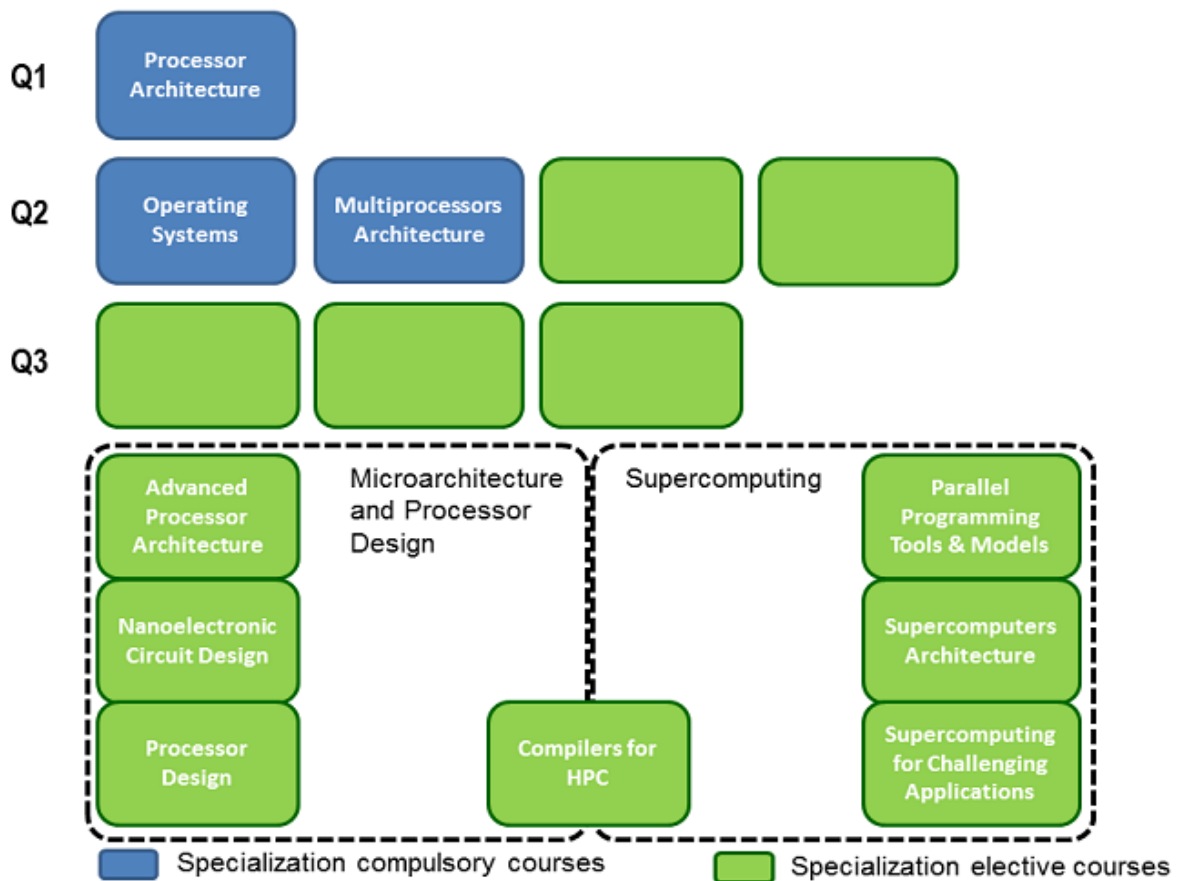 Q1
Processor
Architecture
Q2
Operating
Systems
Multiprocessors
Architecture
Q3
Microarchitecture
and Processor
Design
Advanced
Processor
Architecture
Nanoelectronic
Circuit Design
Processor
Design
Compilers for
HPC
Supercomputing
Parallel
Programming
Tools & Models
Supercomputers
Architecture
Supercomputing
for Challenging
Applications
Specialization compulsory courses
Specialization elective courses